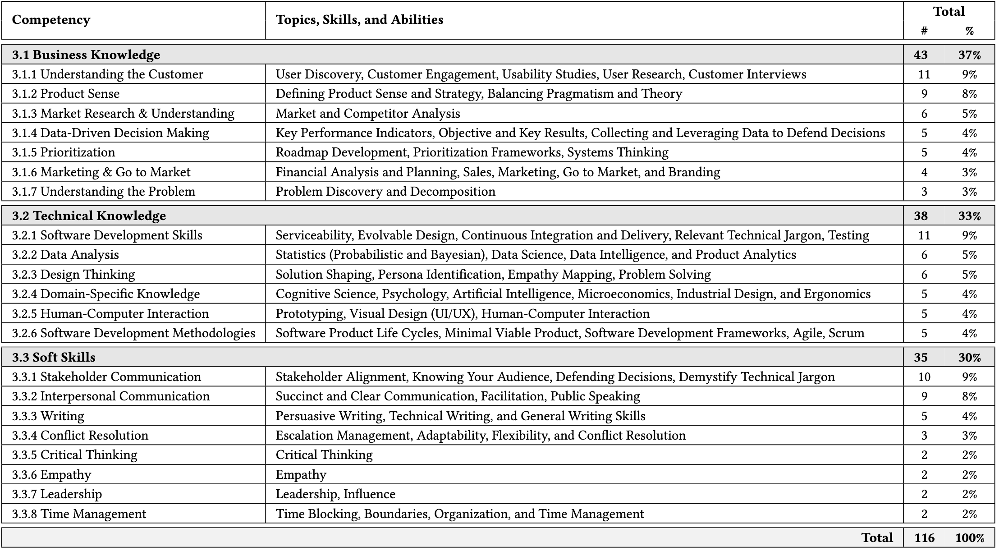 Competency Topics, Skills, and Abilities Total
# %
3.1 Business Knowledge 43 37%
3.1.1 Understanding the Customer User Discovery, Customer Engagement, Usability Studies, User Research, Customer Interviews 11 9%
3.1.2 Product Sense Defining Product Sense and Strategy, Balancing Pragmatism and Theory 9 8%
3.1.3 Market Research & Understanding Market and Competitor Analysis 6 5%
3.1.4 Data-Driven Decision Making Key Performance Indicators, Objective and Key Results, Collecting and Leveraging Data to Defend Decisions 5 4%
3.1.5 Prioritization Roadmap Development, Prioritization Frameworks, Systems Thinking 5 4%
3.1.6 Marketing & Go to Market Financial Analysis and Planning, Sales, Marketing, Go to Market, and Branding 4 3%
3.1.7 Understanding the Problem Problem Discovery and Decomposition 3 3%
3.2 Technical Knowledge 38 33%
3.2.1 Software Development Skills Serviceability, Evolvable Design, Continuous Integration and Delivery, Relevant Technical Jargon, Testing 11 9%
3.2.2 Data Analysis Statistics (Probabilistic and Bayesian), Data Science, Data Intelligence, and Product Analytics 6 5%
3.2.3 Design Thinking Solution Shaping, Persona Identification, Empathy Mapping, Problem Solving 6 5%
3.2.4 Domain-Specific Knowledge Cognitive Science, Psychology, Artificial Intelligence, Microeconomics, Industrial Design, and Ergonomics 5 4%
3.2.5 Human-Computer Interaction Prototyping, Visual Design (UI/UX), Human-Computer Interaction 5 4%
3.2.6 Software Development Methodologies Software Product Life Cycles, Minimal Viable Product, Software Development Frameworks, Agile, Scrum 5 4%
3.3 Soft Skills 35 30%
3.3.1 Stakeholder Communication Stakeholder Alignment, Knowing Your Audience, Defending Decisions, Demystify Technical Jargon 10 9%
3.3.2 Interpersonal Communication Succinct and Clear Communication, Facilitation, Public Speaking 9 8%
3.3.3 Writing Persuasive Writing, Technical Writing, and General Writing Skills 5 4%
3.3.4 Conflict Resolution Escalation Management, Adaptability, Flexibility, and Conflict Resolution 3 3%
3.3.5 Critical Thinking Critical Thinking 2 2%
3.3.6 Empathy Empathy 2 2%
3.3.7 Leadership Leadership, Influence 2 2%
3.3.8 Time Management Time Blocking, Boundaries, Organization, and Time Management 2 2%
Total 116 100%